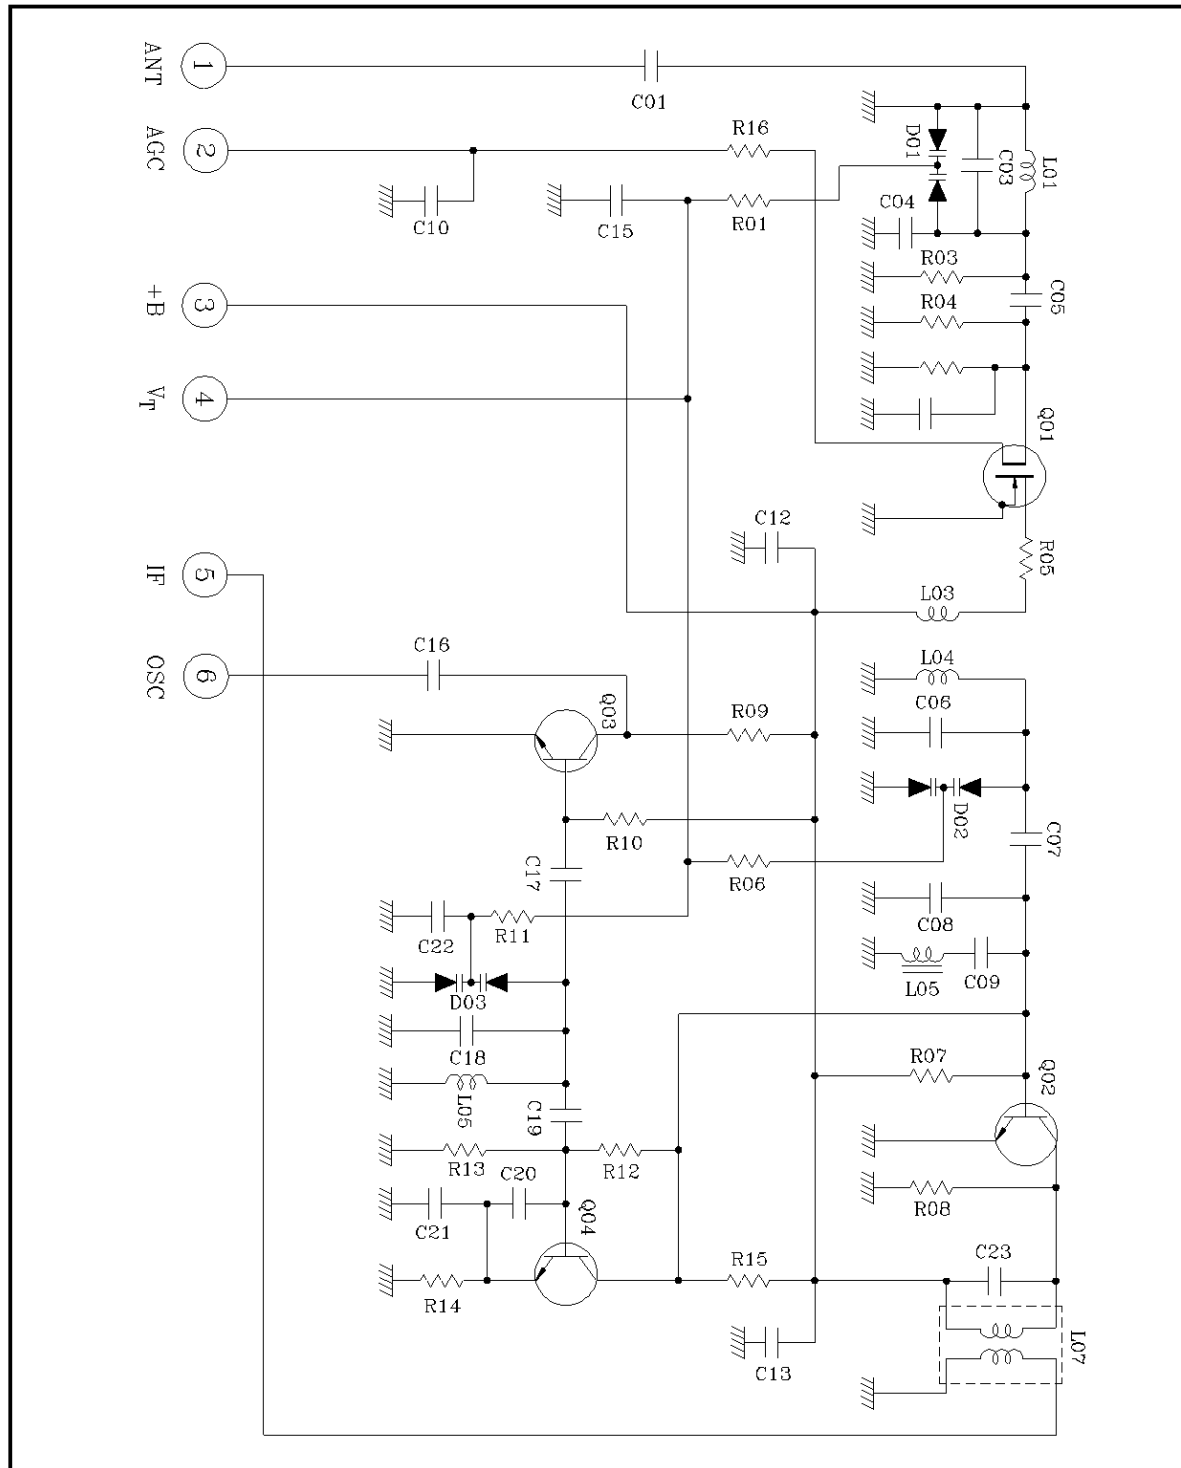 ANT 1
C01
AGC 2
R16
D01
C03
L01
C10
C15
R01
C04
+B 3
R03
C05
R04
VT 4
Q01
C12
R05
IF 5
L03
OSC 6
C16
Q03
R09
L04
C06
R10
D02
C07
C17
R06
C22
R11
C08
D03
L05
C09
C18
L05
C19
R07
Q02
R13
R12
C21
C20
Q04
R08
R14
R15
C23
C13
L07